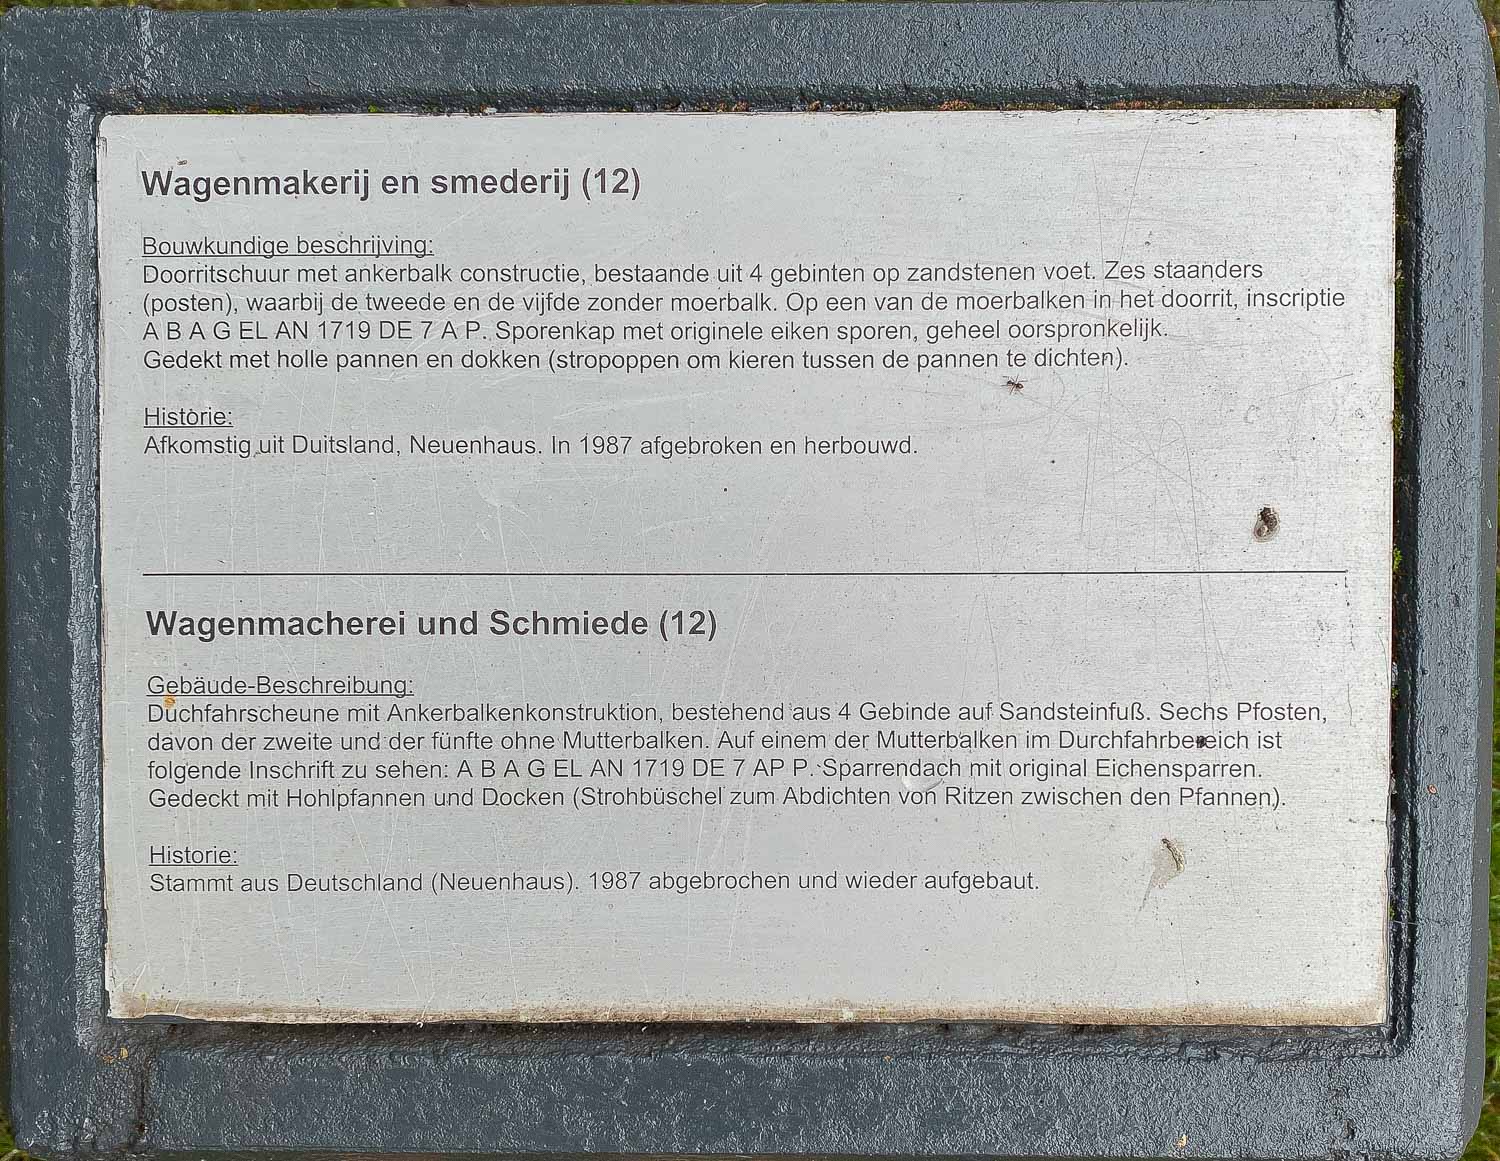 Wagenmakerij en smederij (12)
Bouwkundige beschrijving:
Doorritschuur met ankerbalk constructie, bestaande uit 4 gebinten op zandstenen voet. Zes staanders
(posten), waarbij de tweede en de vijfde zonder moerbalk. Op een van de moerbalken in het doorrit, inscriptie
A B A G EL AN 1719 DE 7 A P. Sporenkap met originele eiken sporen, geheel oorspronkelijk.
Gedekt met holle pannen en dokken (stropoppen om kieren tussen de pannen te dichten).
Historie:
Afkomstig uit Duitsland, Neuenhaus. In 1987 afgebroken en herbouwd.
Wagenmacherei und Schmiede (12)
Gebäude-Beschreibung:
Duchfahrscheune mit Ankerbalkenkonstruktion, bestehend aus 4 Gebinde auf Sandsteinfuß. Sechs Pfosten,
davon der zweite und der fünfte ohne Mutterbalken. Auf einem der Mutterbalken im Durchfahrbereich ist
folgende Inschrift zu sehen: A B A G EL AN 1719 DE 7 AP P. Sparrendach mit original Eichensparren.
Gedeckt mit Hohlpfannen und Docken (Strohbüschel zum Abdichten von Ritzen zwischen den Pfannen).
Historie:
Stammt aus Deutschland (Neuenhaus). 1987 abgebrochen und wieder aufgebaut.